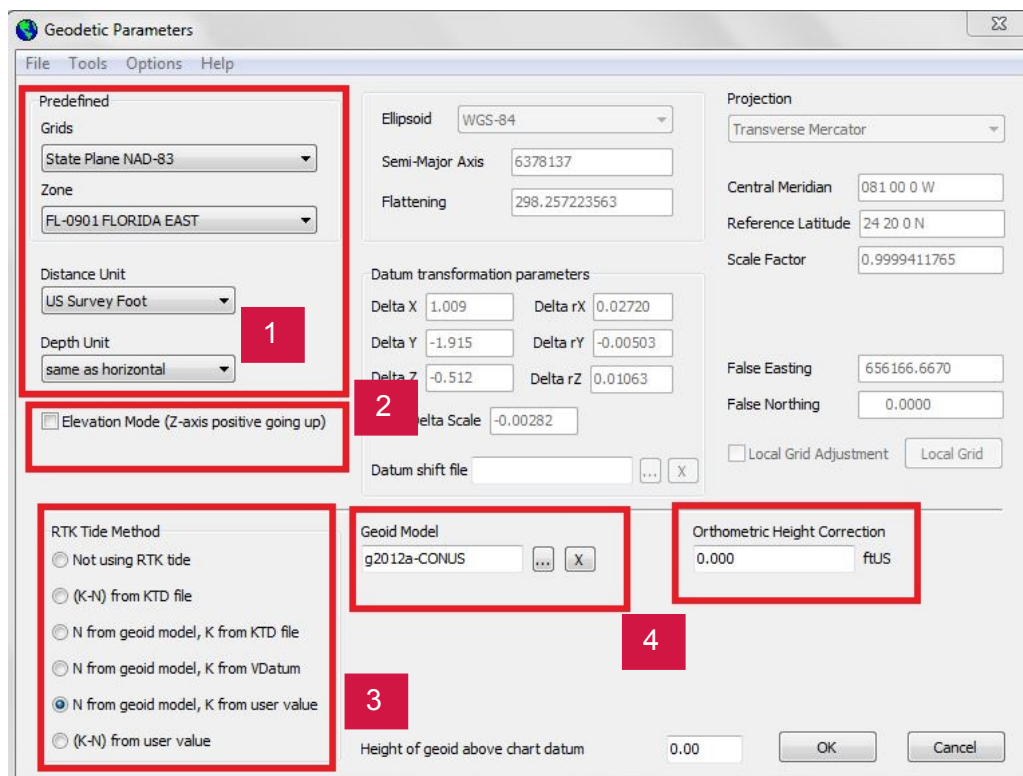 Geodetic Parameters
File Tools Options Help
Predefined
Grids
State Plane NAD-83
Zone
FL-0901 FLORIDA EAST
Distance Unit
US Survey Foot
1
Depth Unit
same as horizontal
2
Elevation Mode (Z-axis positive going up)
Ellipsoid WGS-84
Semi-Major Axis 6378137
Flattening 298.257223563
Datum transformation parameters
Delta X 1.009 Delta rX 0.02720
Delta Y -1.915 Delta rY -0.00503
Delta Z -0.512 Delta rZ 0.01063
Delta Scale -0.00282
Datum shift file ... X
Projection
Transverse Mercator
Central Meridian 081 00 0 W
Reference Latitude 24 20 0 N
Scale Factor 0.9999411765
False Easting 656166.6670
False Northing 0.0000
Local Grid Adjustment Local Grid
RTK Tide Method
Not using RTK tide
(K-N) from KTD file
N from geoid model, K from KTD file
N from geoid model, K from VDatum
N from geoid model, K from user value
(K-N) from user value
3
Geoid Model
g2012a-CONUS ... X
Orthometric Height Correction
0.000 ftUS
4
Height of geoid above chart datum 0.00 OK Cancel